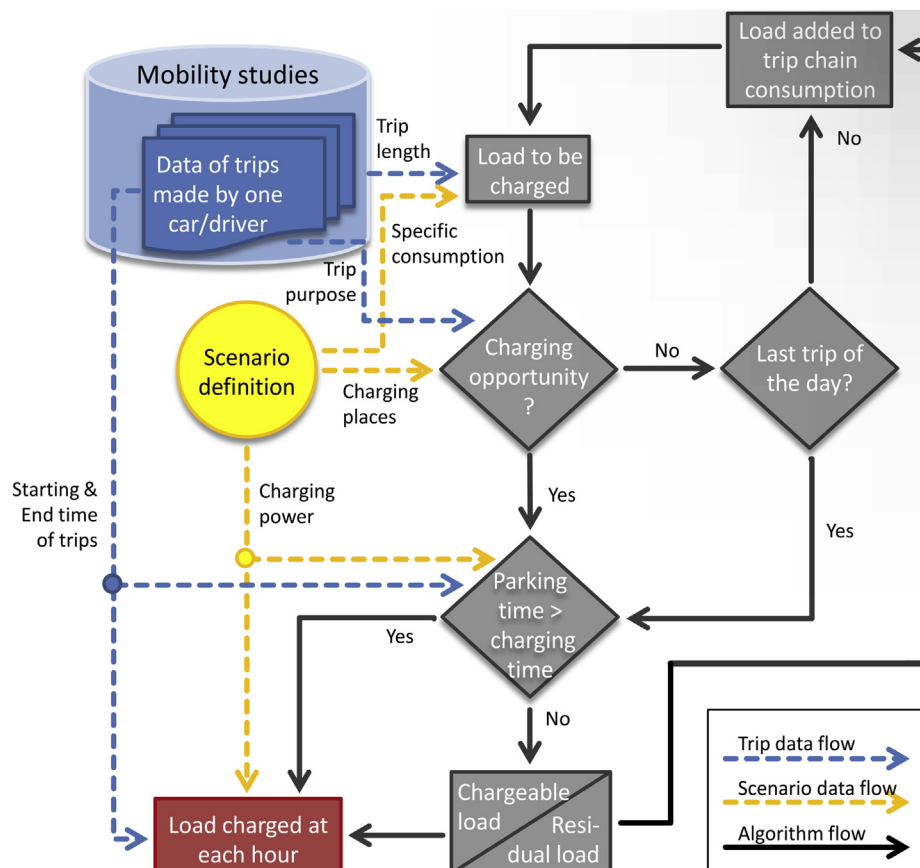 Mobility studies
Data of trips
made by one
car/driver
Trip
length
Load to be
charged
Load added to
trip chain
consumption
No
Specific
consumption
Trip
purpose
Scenario
definition
Charging
places
Charging
opportunity
?
No
Last trip of
the day?
Starting &
End time
of trips
Charging
power
Yes
Yes
Parking
time >
charging
time
Yes
No
Load charged at
each hour
Chargeable
load
Resi-
dual load
Trip data flow
Scenario data flow
Algorithm flow